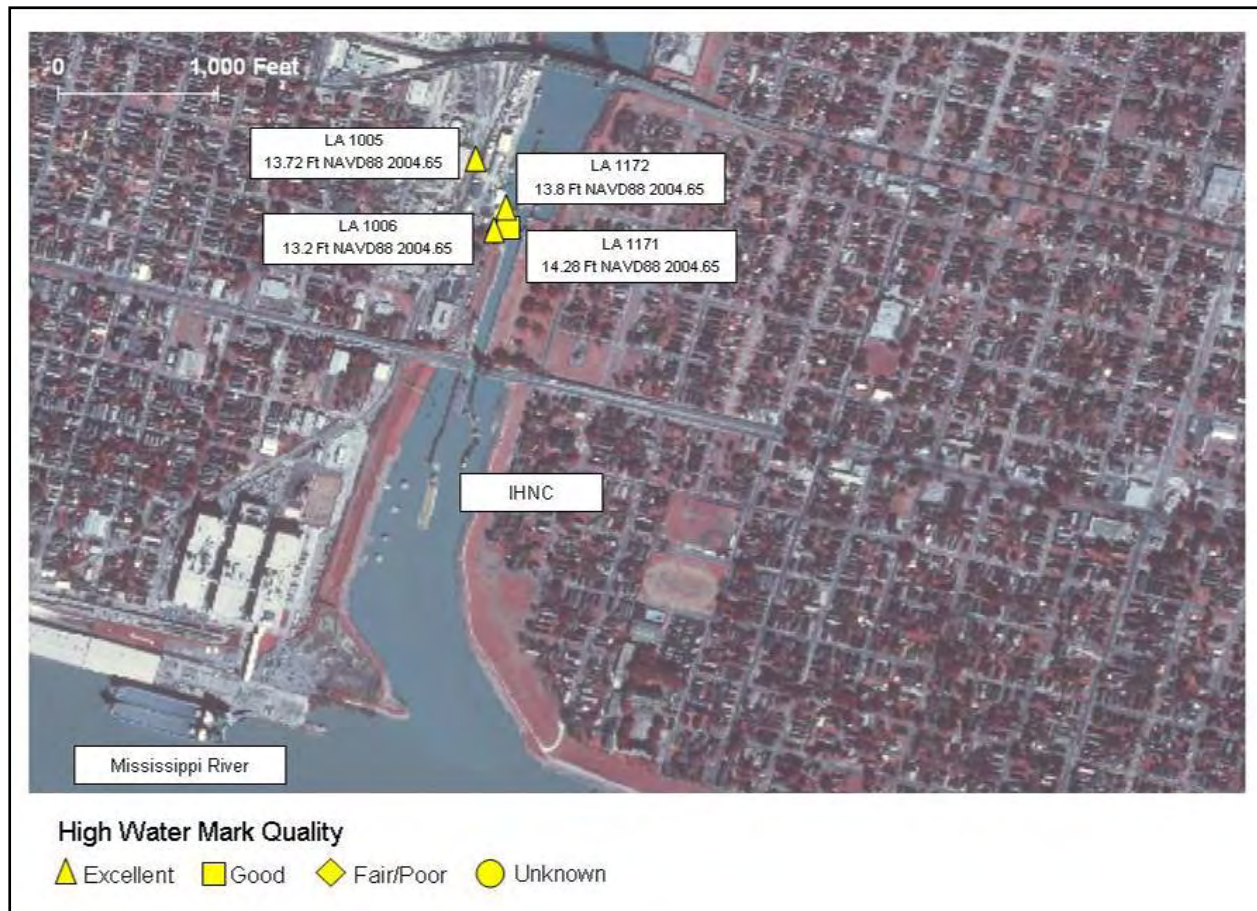 0 1,000 Feet
LA 1005
13.72 Ft NAVD88 2004.65
LA 1172
13.8 Ft NAVD88 2004.65
LA 1006
13.2 Ft NAVD88 2004.65
LA 1171
14.28 Ft NAVD88 2004.65
IHNC
Mississippi River
High Water Mark Quality
Excellent Good Fair/Poor Unknown